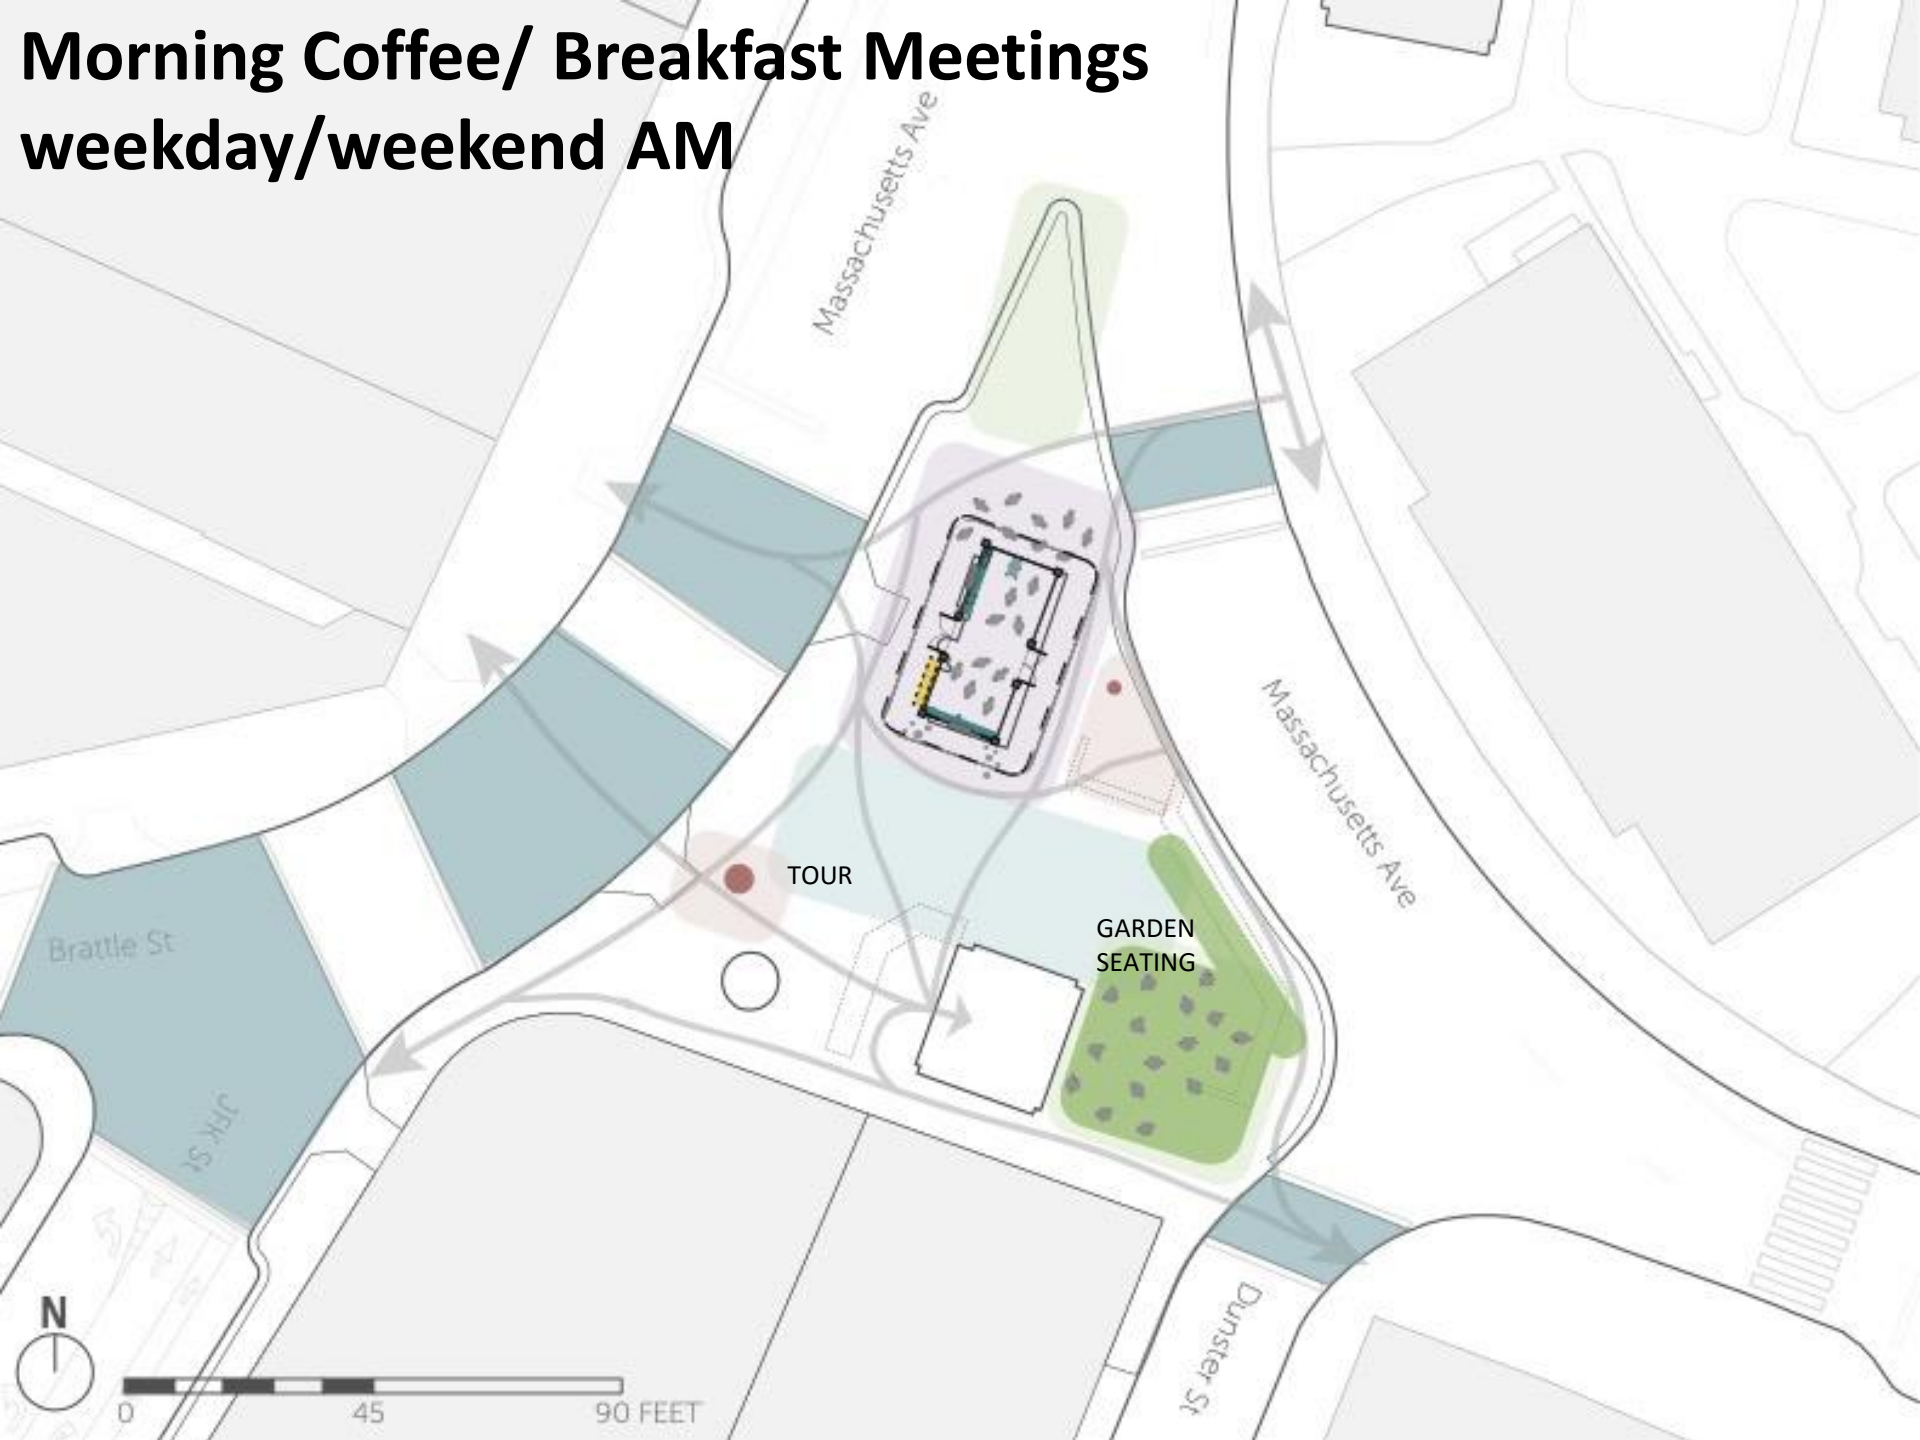 Morning Coffee/ Breakfast Meetings
weekday/weekend AM
Massachusetts Ave
Massachusetts Ave
TOUR
GARDEN
SEATING
Brattle St
JFK St
Dunster St
N
0 45 90 FEET